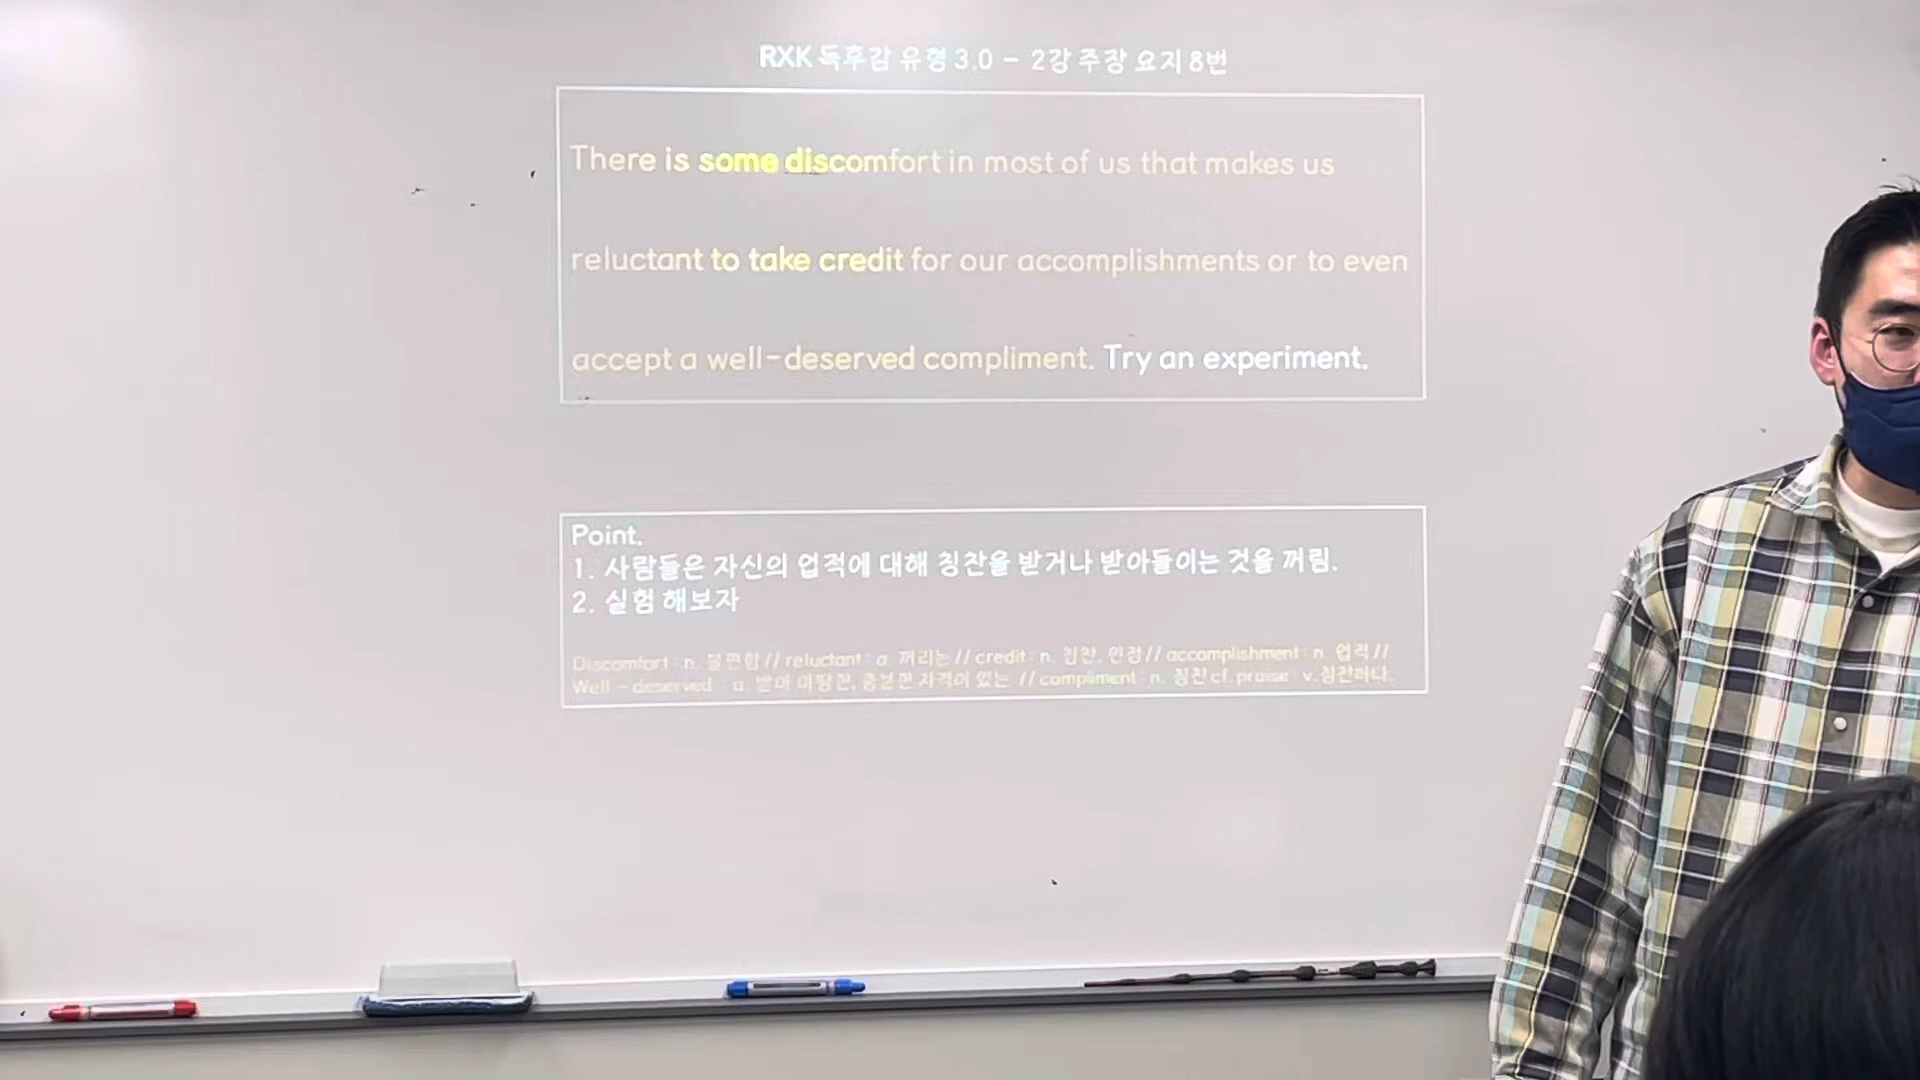 RXK 독후감 유형 3.0 - 2강 주장 요지 8번
There is some discomfort in most of us that makes us
reluctant to take credit for our accomplishments or to even
accept a well-deserved compliment. Try an experiment.
Point.
1. 사람들은 자신의 업적에 대해 칭찬을 받거나 받아들이는 것을 꺼림.
2. 실험 해보자
Discomfort : n. 불편함 // reluctant : a. 꺼리는 // credit : n. 칭찬, 인정 // accomplishment : n. 업적 //
Well - deserved : a. 받아 마땅한, 충분한 자격이 있는 // compliment : n. 칭찬 cf. praise : v. 칭찬하다.